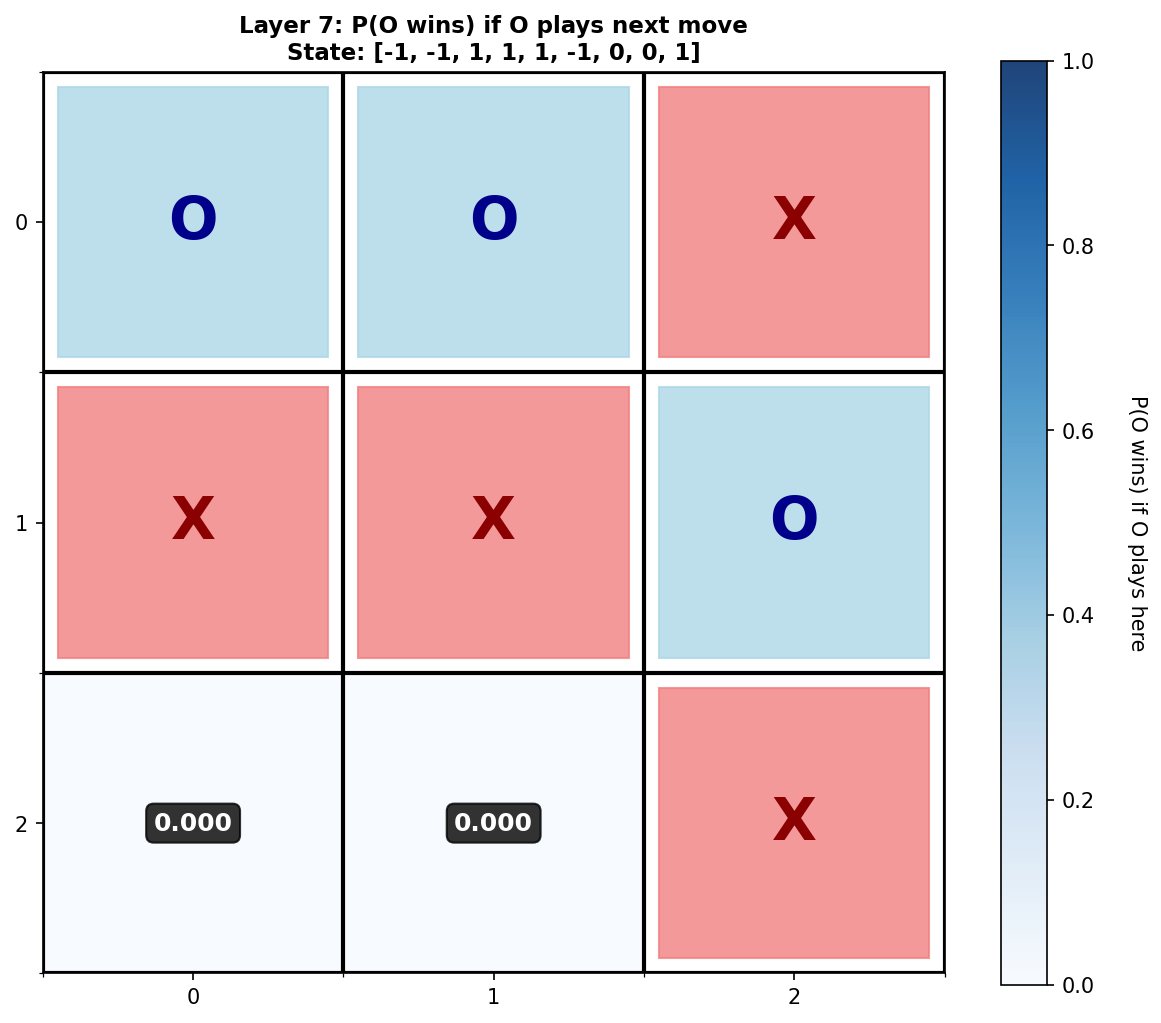 Layer 7: P(O wins) if O plays next move
State: [-1, -1, 1, 1, 1, -1, 0, 0, 1]
O O X
X X O
0.000 0.000 X
0
1
2
0 1 2
1.0
0.8
0.6
0.4
0.2
0.0
P(O wins) if O plays here